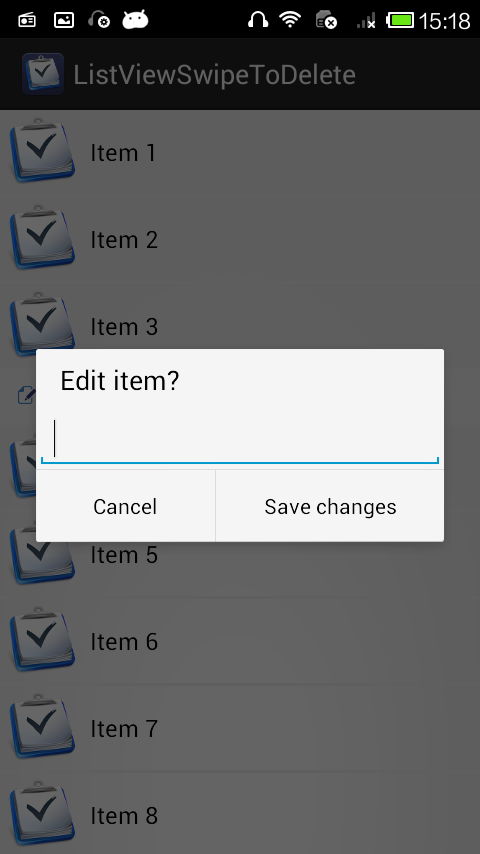 15:18
ListViewSwipeToDelete
Item 1
Item 2
Item 3
Edit item?
Cancel
Save changes
Item 5
Item 6
Item 7
Item 8